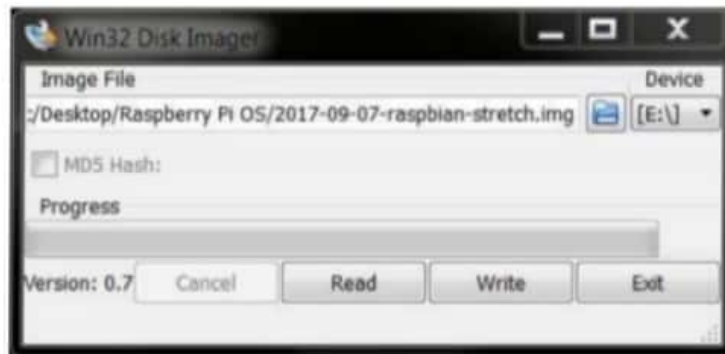 Win32 Disk Imager
Image File Device
:/Desktop/Raspberry Pi OS/2017-09-07-raspbian-stretch.img [E:\]
MD5 Hash:
Progress
Version: 0.7 Cancel Read Write Exit